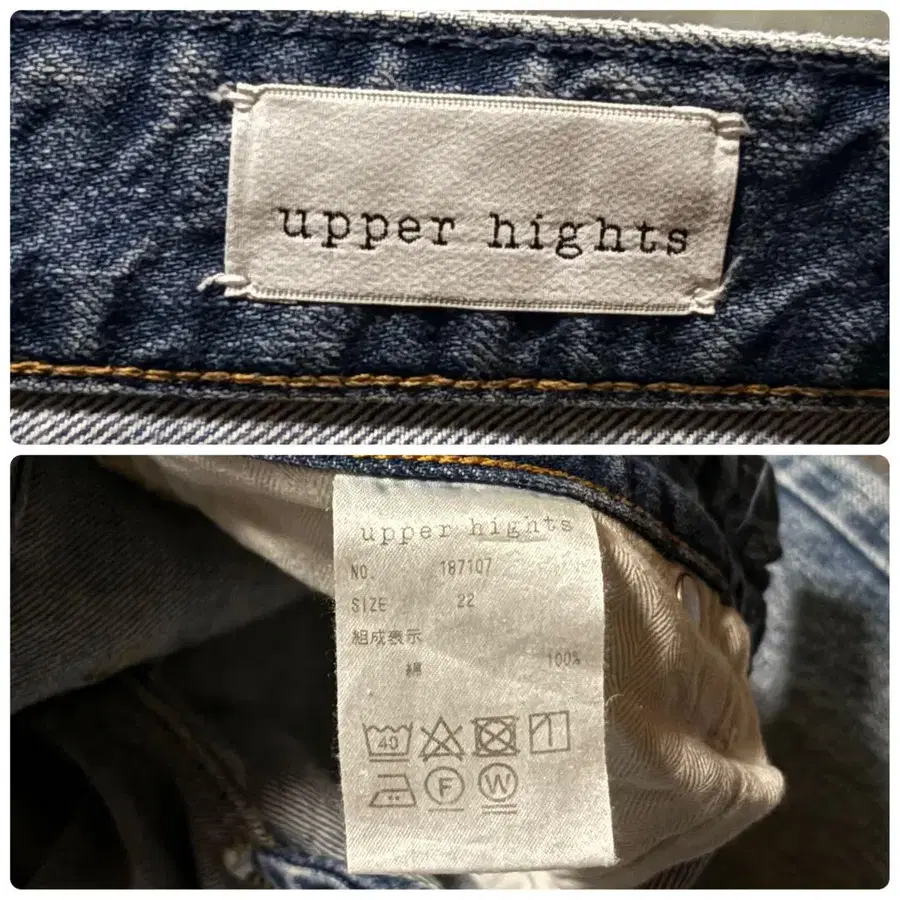 upper hights
upper hights
NO. 187107
SIZE 22
組成表示
綿 100%
40
F W